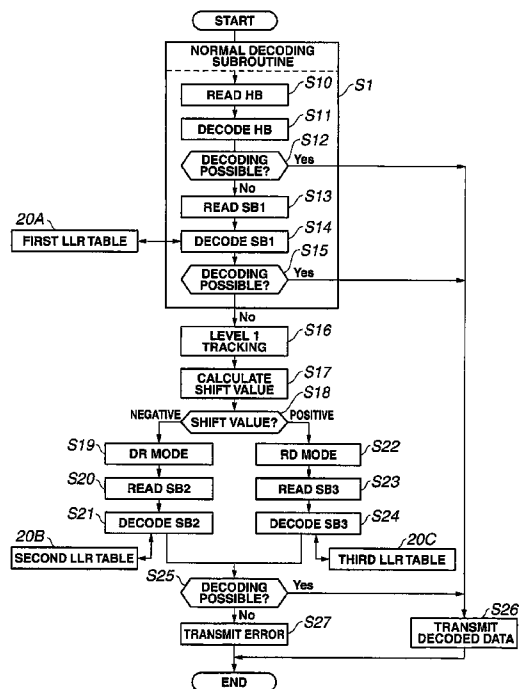 START
NORMAL DECODING
SUBROUTINE
S1
S10
READ HB
S11
DECODE HB
S12
DECODING
POSSIBLE?
Yes
No
S13
READ SB1
20A
S14
FIRST LLR TABLE
DECODE SB1
S15
DECODING
POSSIBLE?
Yes
No
S16
LEVEL 1
TRACKING
S17
CALCULATE
SHIFT VALUE
S18
NEGATIVE
SHIFT VALUE?
POSITIVE
S19
DR MODE
S22
RD MODE
S20
READ SB2
S23
READ SB3
S21
DECODE SB2
S24
DECODE SB3
20B
SECOND LLR TABLE
20C
THIRD LLR TABLE
S25
DECODING
POSSIBLE?
Yes
No
S26
TRANSMIT
DECODED DATA
S27
TRANSMIT ERROR
END